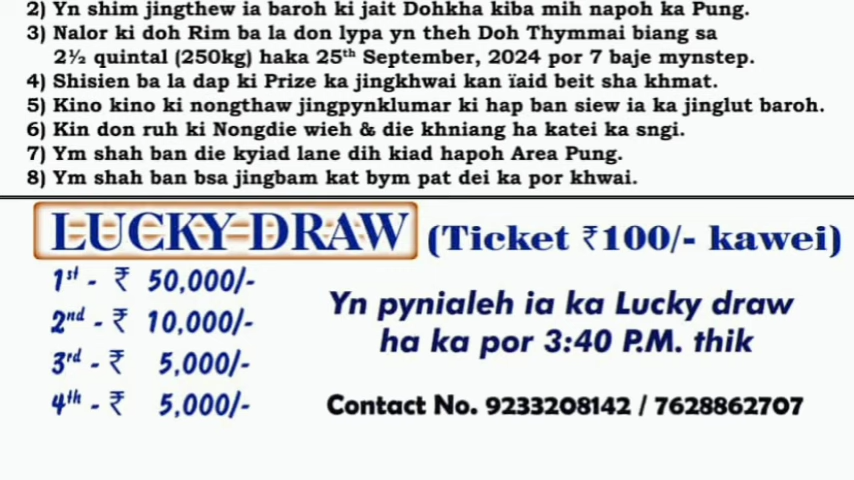 2) Yn shim jingthew ia baroh ki jait Dohkha kiba mih napoh ka Pung.
3) Nalor ki doh Rim ba la don lypa yn theh Doh Thymmai biang sa
2½ quintal (250kg) haka 25th September, 2024 por 7 baje mynstep.
4) Shisien ba la dap ki Prize ka jingkhwai kan ïaid beit sha khmat.
5) Kino kino ki nongthaw jingpynklumar ki hap ban siew ia ka jinglut baroh.
6) Kin don ruh ki Nongdie wieh & die khniang ha katei ka sngi.
7) Ym shah ban die kyiad lane dih kiad hapoh Area Pung.
8) Ym shah ban bsa jingbam kat bym pat dei ka por khwai.
LUCKY DRAW (Ticket ₹100/- kawei)
1st - ₹ 50,000/-
2nd - ₹ 10,000/-
3rd - ₹ 5,000/-
4th - ₹ 5,000/-
Yn pynialeh ia ka Lucky draw
ha ka por 3:40 P.M. thik
Contact No. 9233208142 / 7628862707